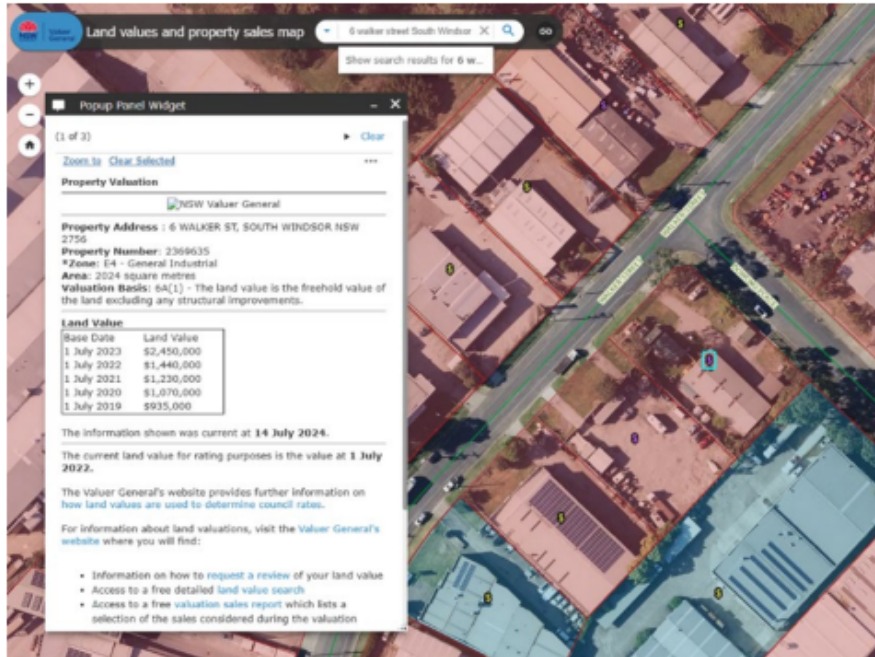 NSW
Valuer General
Land values and property sales map
6 walker street South Windsor
Show search results for 6 w...
Popup Panel Widget
(1 of 3)
Clear
Zoom to Clear Selected
Property Valuation
NSW Valuer General
Property Address : 6 WALKER ST, SOUTH WINDSOR NSW
2756
Property Number: 2369635
*Zone: E4 - General Industrial
Area: 2024 square metres
Valuation Basis: 6A(1) - The land value is the freehold value of
the land excluding any structural improvements.
Land Value
Base Date Land Value
1 July 2023 $2,450,000
1 July 2022 $1,440,000
1 July 2021 $1,230,000
1 July 2020 $1,070,000
1 July 2019 $935,000
The information shown was current at 14 July 2024.
The current land value for rating purposes is the value at 1 July
2022.
The Valuer General's website provides further information on
how land values are used to determine council rates.
For information about land valuations, visit the Valuer General's
website where you will find:
• Information on how to request a review of your land value
• Access to a free detailed land value search
• Access to a free valuation sales report which lists a
selection of the sales considered during the valuation
WALKER STREET
WALKER STREET